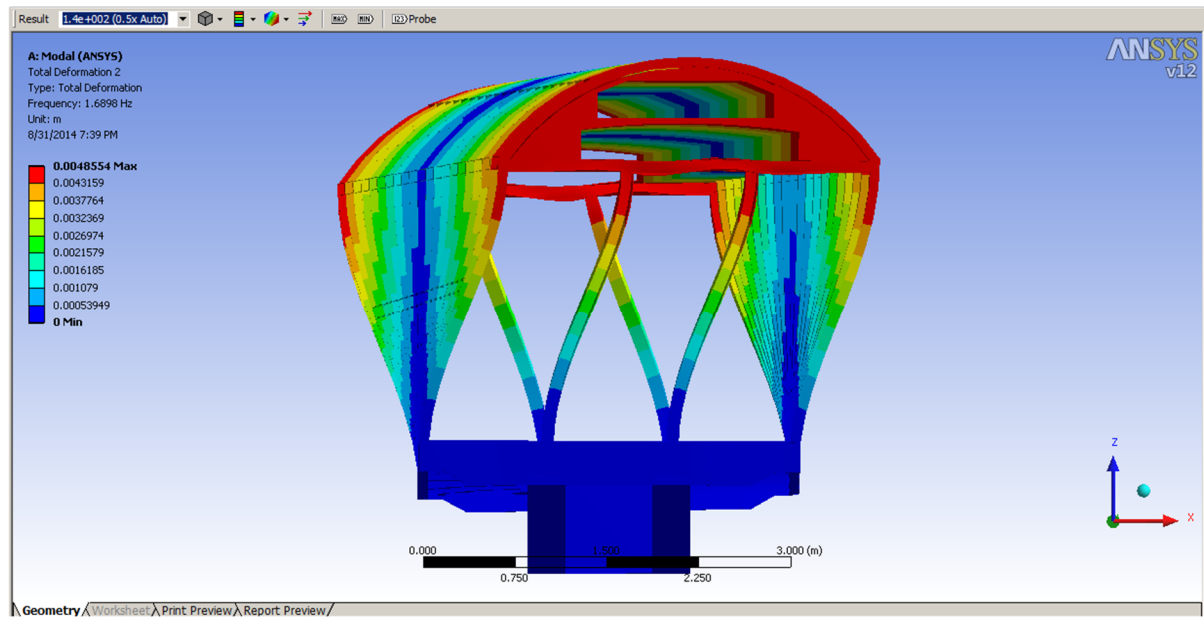 Result 1.4e+002 (0.5x Auto) MAX MIN 123 Probe
A: Modal (ANSYS)
Total Deformation 2
Type: Total Deformation
Frequency: 1.6898 Hz
Unit: m
8/31/2014 7:39 PM
ANSYS
v12
0.0048554 Max
0.0043159
0.0037764
0.0032369
0.0026974
0.0021579
0.0016185
0.001079
0.00053949
0 Min
Z
X
0.000 1.500 3.000 (m)
0.750 2.250
Geometry Worksheet Print Preview Report Preview